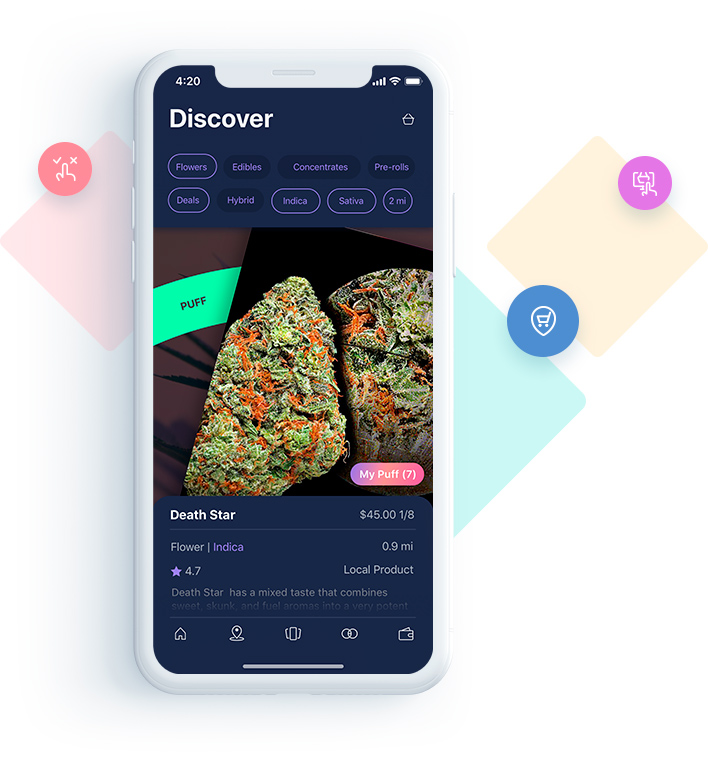 4:20
Discover
Flowers Edibles Concentrates Pre-rolls
Deals Hybrid Indica Sativa 2 mi
PUFF
My Puff (7)
Death Star $45.00 1/8
Flower | Indica 0.9 mi
4.7 Local Product
Death Star has a mixed taste that combines
sweet, skunk, and fuel aromas into a very potent